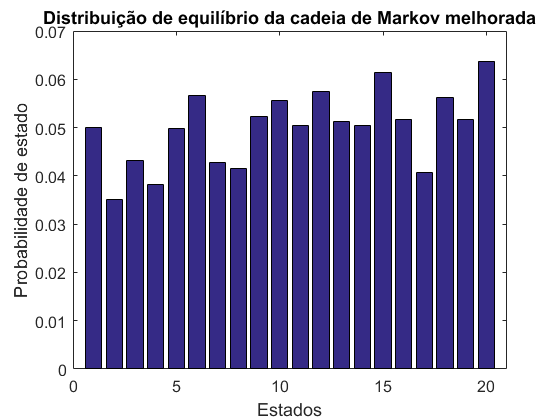 Distribuição de equilíbrio da cadeia de Markov melhorada
0.07
0.06
0.05
0.04
0.03
0.02
0.01
0
Probabilidade de estado
0 5 10 15 20
Estados